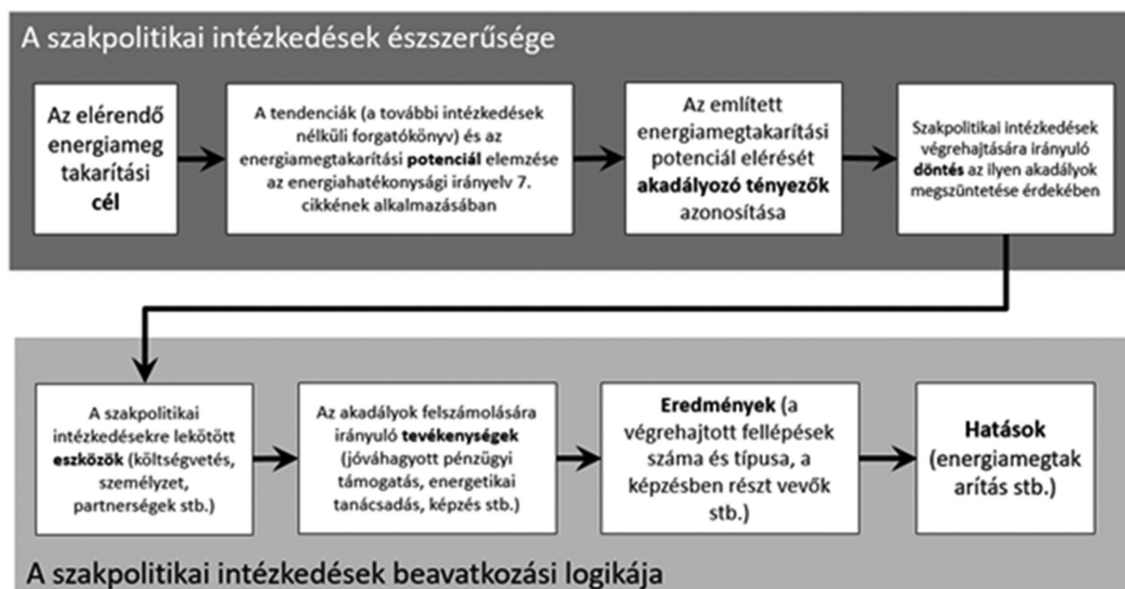 A szakpolitikai intézkedések észszerűsége
Az elérendő
energiameg
takarítási
cél
A tendenciák (a további intézkedések
nélküli forgatókönyv) és az
energiamegtakarítási potenciál elemzése
az energiahatékonysági irányelv 7.
cikkének alkalmazásában
Az említett
energiamegtakarítási
potenciál elérését
akadályozó tényezők
azonosítása
Szakpolitikai intézkedések
végrehajtására irányuló
döntés az ilyen akadályok
megszüntetése érdekében
A szakpolitikai
intézkedésekre lekötött
eszközök (költségvetés,
személyzet,
partnerségek stb.)
Az akadályok felszámolására
irányuló tevékenységek
(jóváhagyott pénzügyi
támogatás, energetikai
tanácsadás, képzés stb.)
Eredmények (a
végrehajtott fellépések
száma és típusa, a
képzésben részt vevők
stb.)
Hatások
(energiamegtak
arítás stb.)
A szakpolitikai intézkedések beavatkozási logikája